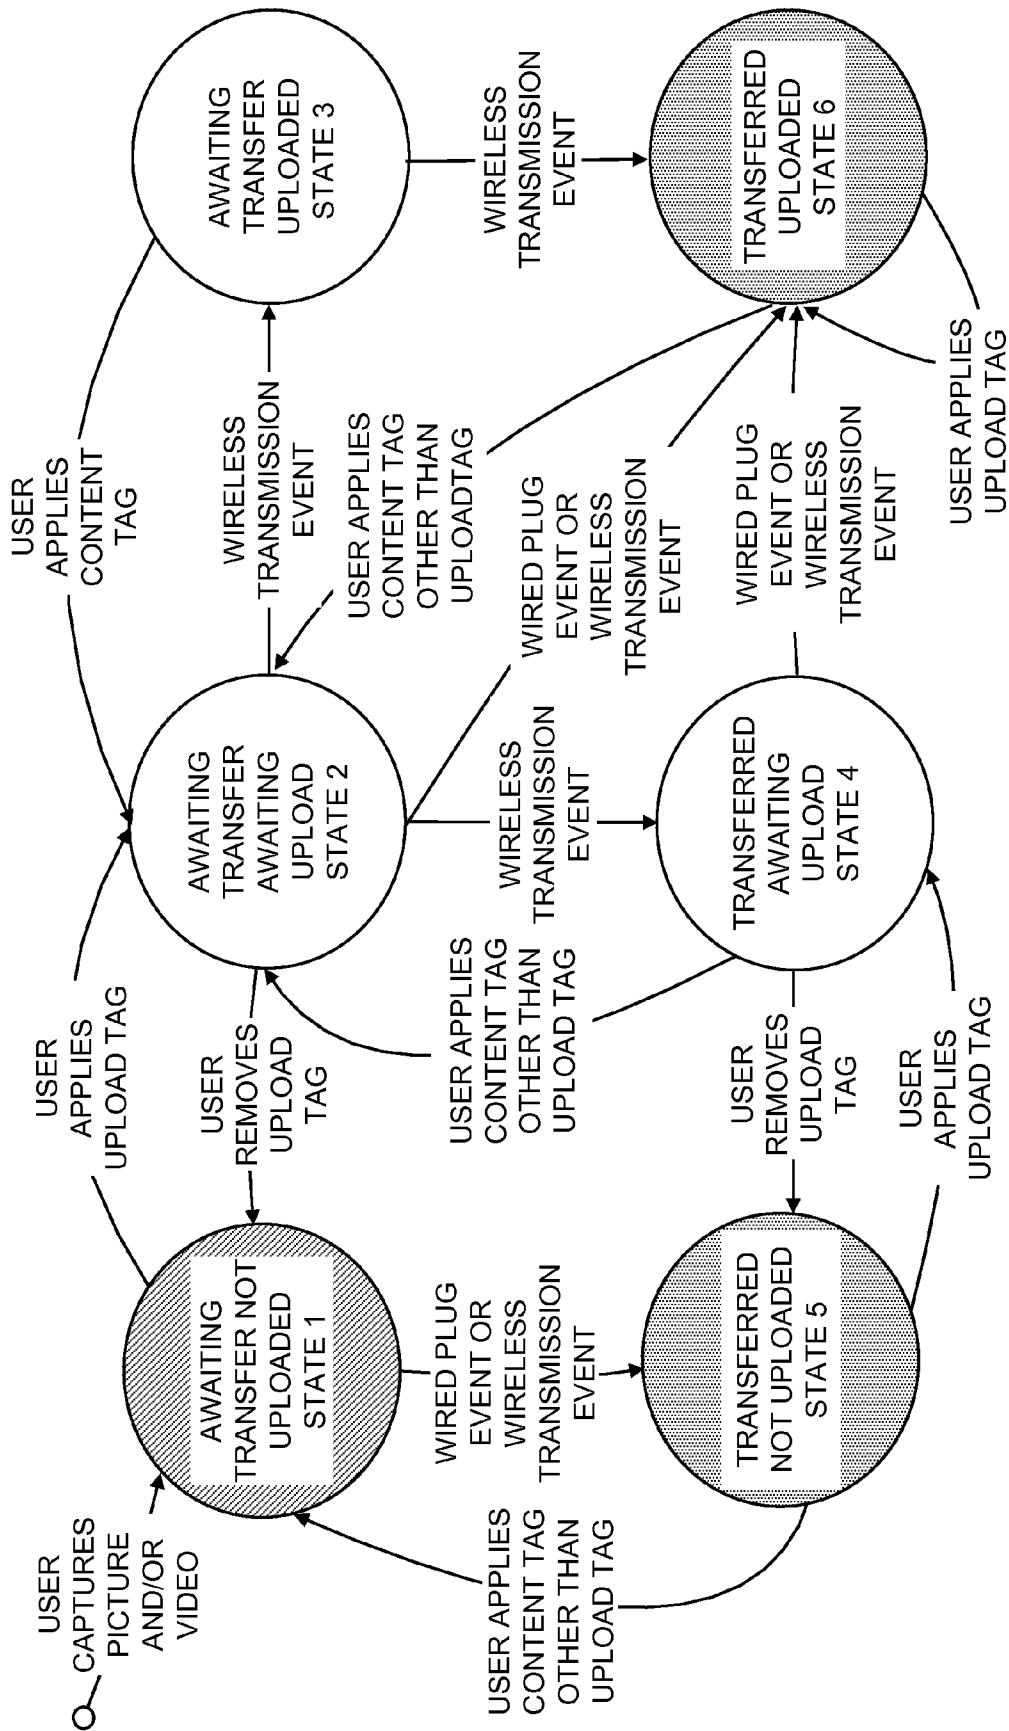 USER
CAPTURES
PICTURE
AND/OR
VIDEO
AWAITING
TRANSFER NOT
UPLOADED
STATE 1
USER
APPLIES
UPLOAD TAG
USER
REMOVES
UPLOAD
TAG
AWAITING
TRANSFER
AWAITING
UPLOAD
STATE 2
USER
APPLIES
CONTENT
TAG
WIRELESS
TRANSMISSION
EVENT
AWAITING
TRANSFER
UPLOADED
STATE 3
USER APPLIES
CONTENT TAG
OTHER THAN
UPLOADTAG
WIRED PLUG
EVENT OR
WIRELESS
TRANSMISSION
EVENT
USER APPLIES
CONTENT TAG
OTHER THAN
UPLOAD TAG
WIRELESS
TRANSMISSION
EVENT
WIRED PLUG
EVENT OR
WIRELESS
TRANSMISSION
EVENT
WIRELESS
TRANSMISSION
EVENT
USER APPLIES
CONTENT TAG
OTHER THAN
UPLOAD TAG
TRANSFERRED
NOT UPLOADED
STATE 5
USER
REMOVES
UPLOAD
TAG
TRANSFERRED
AWAITING
UPLOAD
STATE 4
WIRED PLUG
EVENT OR
WIRELESS
TRANSMISSION
EVENT
TRANSFERRED
UPLOADED
STATE 6
USER
APPLIES
UPLOAD TAG
USER APPLIES
UPLOAD TAG